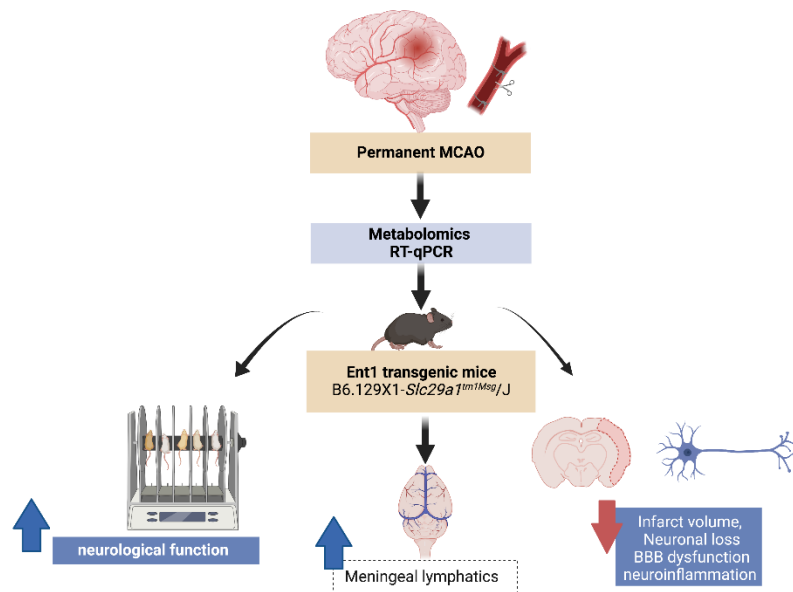 Permanent MCAO
Metabolomics
RT-qPCR
Ent1 transgenic mice
B6.129X1-Slc29a1tm1Msg/J
neurological function
Meningeal lymphatics
Infarct volume,
Neuronal loss
BBB dysfunction
neuroinflammation